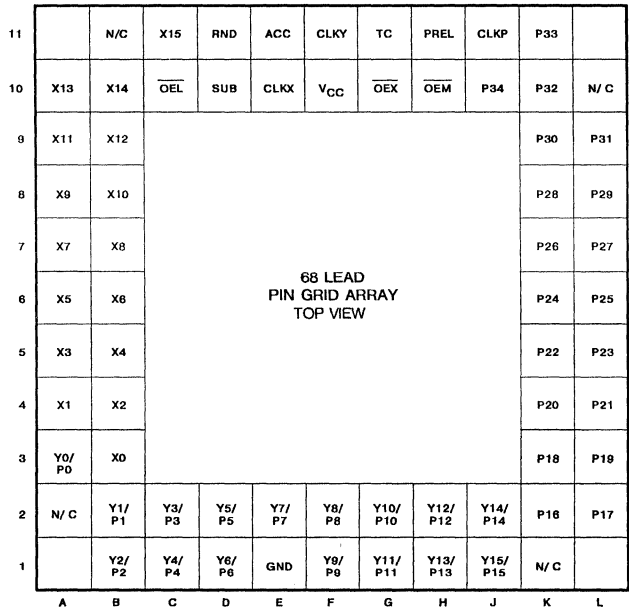 11 N/C X15 RND ACC CLKY TC PREL CLKP P33
10 X13 X14 O̅E̅L̅ SUB CLKX VCC O̅E̅X̅ O̅E̅M̅ P34 P32 N/C
9 X11 X12 P30 P31
8 X9 X10 P28 P29
7 X7 X8 P26 P27
68 LEAD
6 X5 X6 PIN GRID ARRAY P24 P25
TOP VIEW
5 X3 X4 P22 P23
4 X1 X2 P20 P21
3 Y0/ X0 P18 P19
P0
2 N/C Y1/ Y3/ Y5/ Y7/ Y8/ Y10/ Y12/ Y14/ P16 P17
P1 P3 P5 P7 P8 P10 P12 P14
1 Y2/ Y4/ Y6/ GND Y9/ Y11/ Y13/ Y15/ N/C
P2 P4 P6 P9 P11 P13 P15
A B C D E F G H J K L